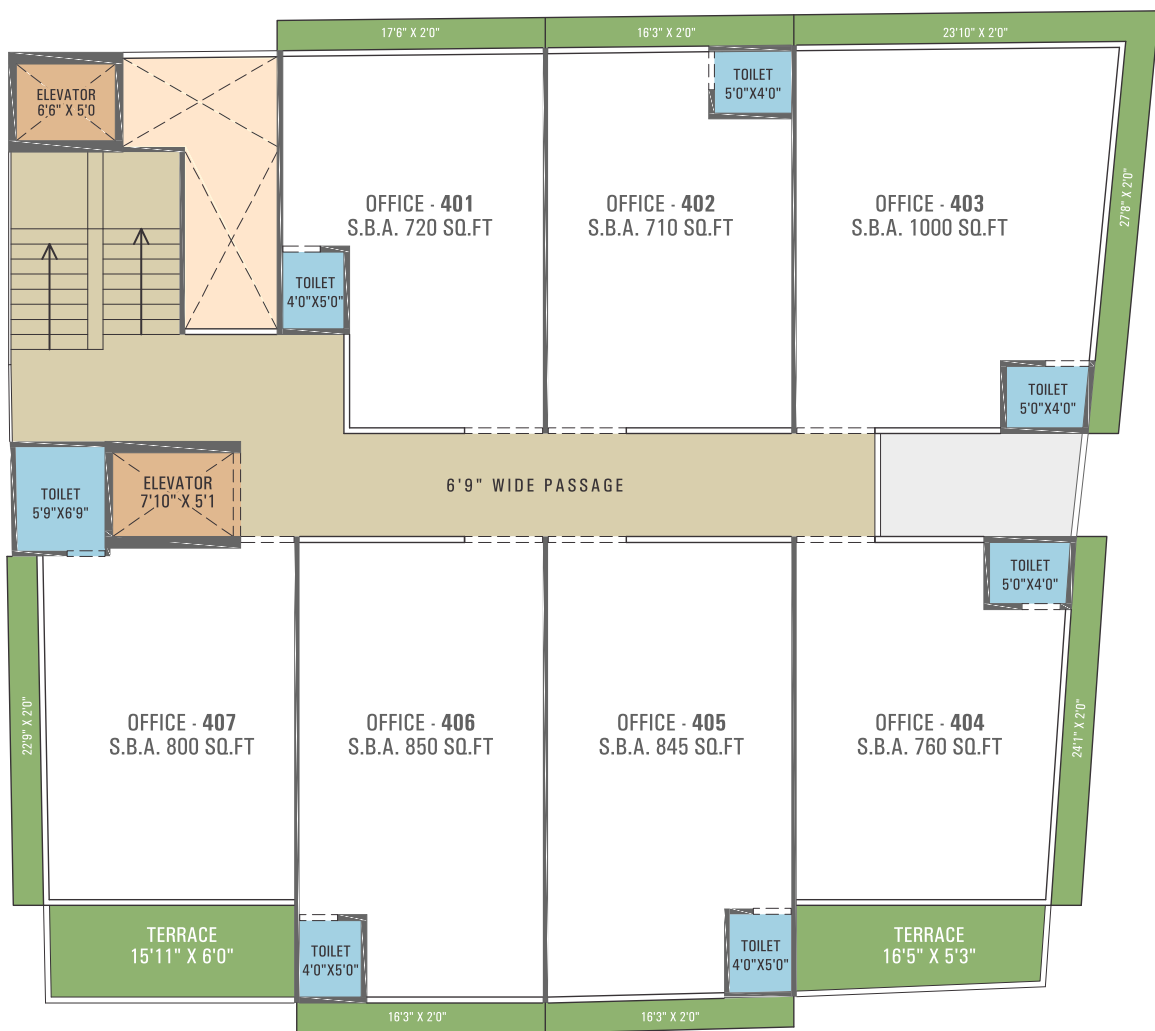 17'6" X 2'0"
16'3" X 2'0"
23'10" X 2'0"
ELEVATOR
6'6" X 5'0
TOILET
5'0"X4'0"
27'8" X 2'0"
OFFICE - 401
S.B.A. 720 SQ.FT
OFFICE - 402
S.B.A. 710 SQ.FT
OFFICE - 403
S.B.A. 1000 SQ.FT
TOILET
4'0"X5'0"
TOILET
5'0"X4'0"
TOILET
5'9"X6'9"
ELEVATOR
7'10" X 5'1
6'9" WIDE PASSAGE
TOILET
5'0"X4'0"
22'9" X 2'0"
OFFICE - 407
S.B.A. 800 SQ.FT
OFFICE - 406
S.B.A. 850 SQ.FT
OFFICE - 405
S.B.A. 845 SQ.FT
OFFICE - 404
S.B.A. 760 SQ.FT
24'1" X 2'0"
TERRACE
15'11" X 6'0"
TOILET
4'0"X5'0"
TOILET
4'0"X5'0"
TERRACE
16'5" X 5'3"
16'3" X 2'0"
16'3" X 2'0"